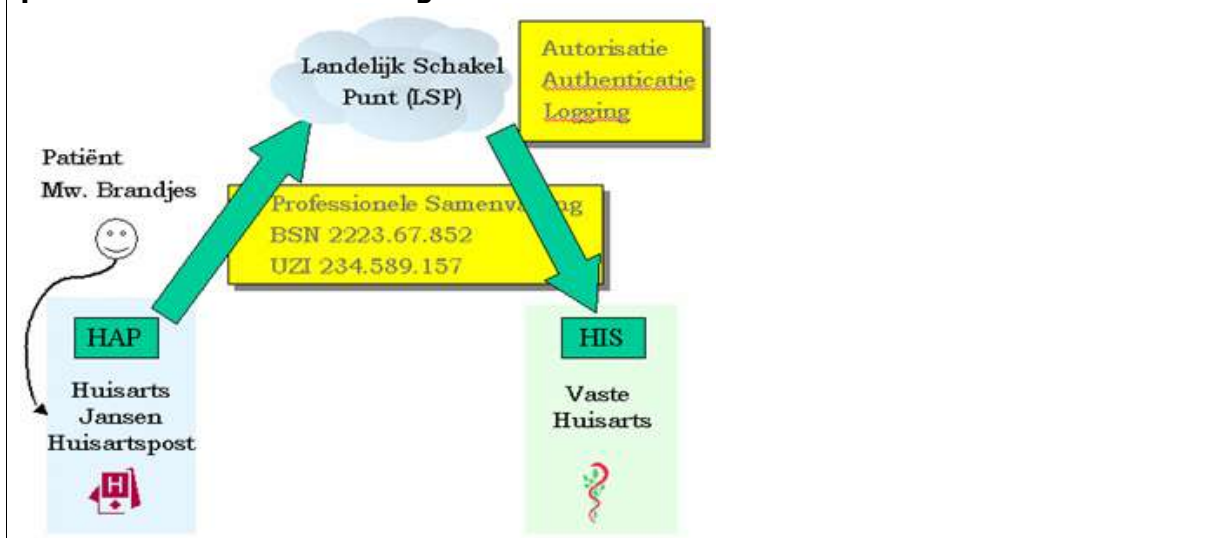 Landelijk Schakel
Punt (LSP)
Autorisatie
Authenticatie
Logging
Patiënt
Mw. Brandjes
Professionele
BSN 2223.67.852
UZI 234.589.157
HAP
Huisarts
Jansen
Huisartspost
H
HIS
Vaste
Huisarts